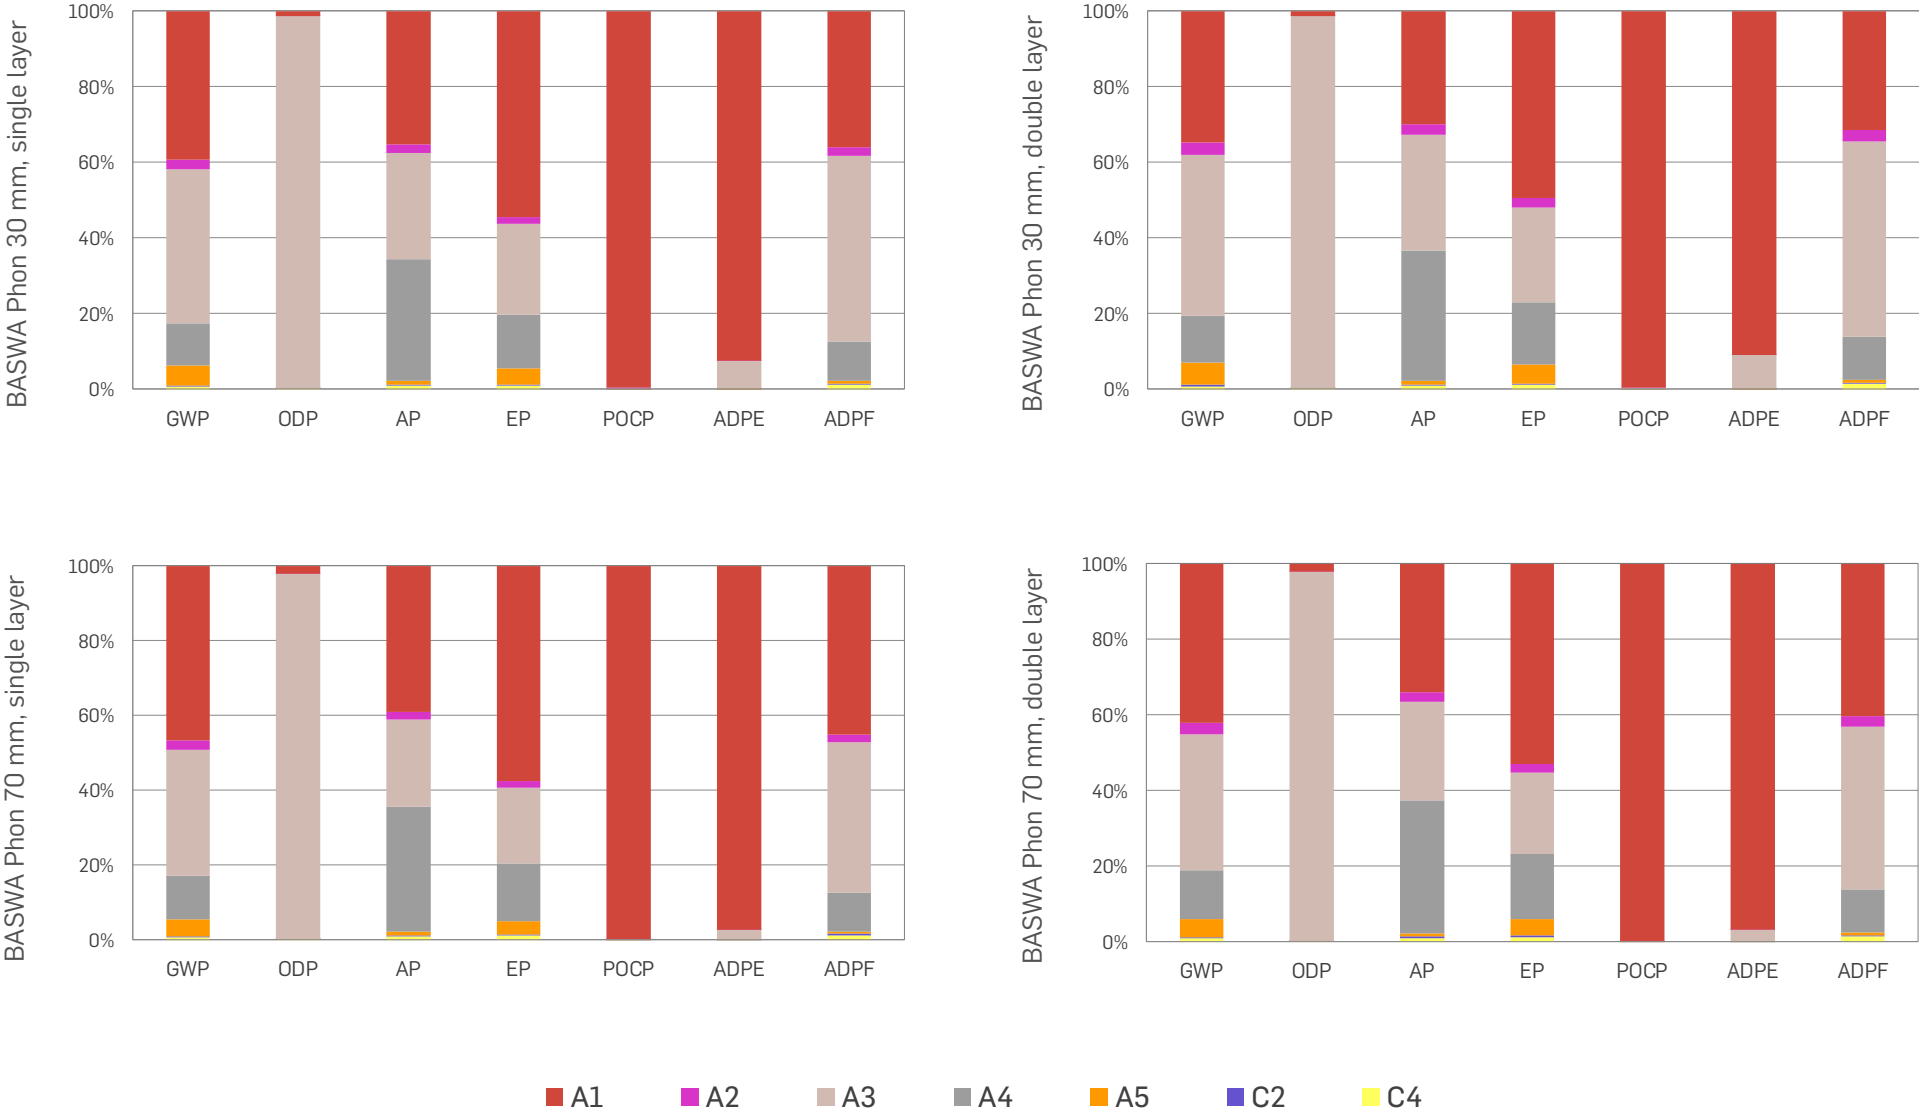 BASWA Phon 30 mm, single layer
100%
80%
60%
40%
20%
0%
GWP ODP AP EP POCP ADPE ADPF
BASWA Phon 30 mm, double layer
100%
80%
60%
40%
20%
0%
GWP ODP AP EP POCP ADPE ADPF
BASWA Phon 70 mm, single layer
100%
80%
60%
40%
20%
0%
GWP ODP AP EP POCP ADPE ADPF
BASWA Phon 70 mm, double layer
100%
80%
60%
40%
20%
0%
GWP ODP AP EP POCP ADPE ADPF
A1 A2 A3 A4 A5 C2 C4